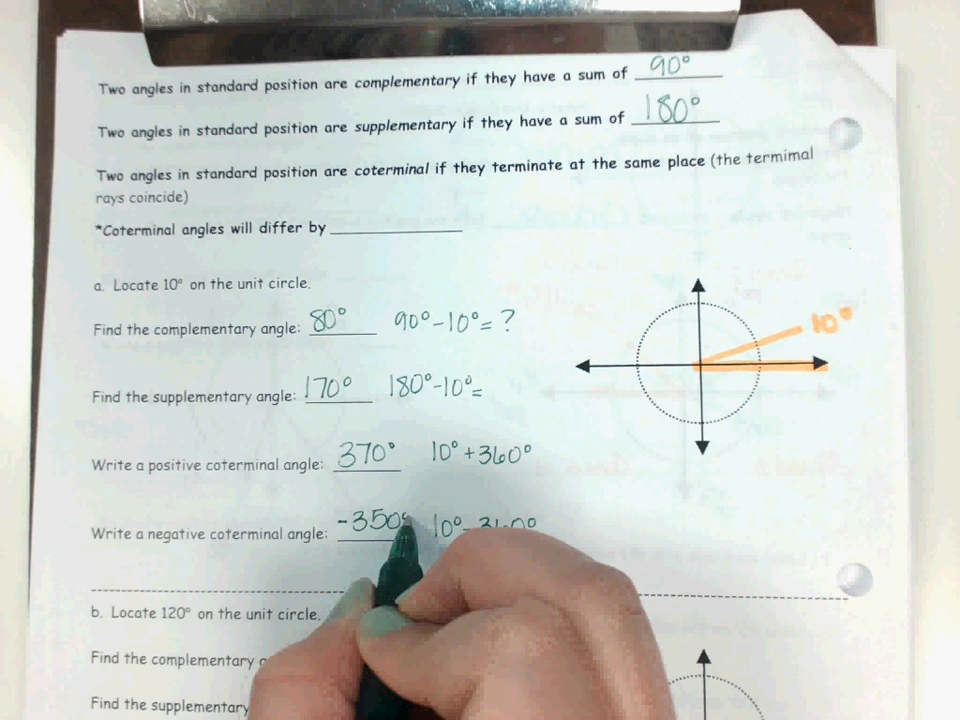 Two angles in standard position are complementary if they have a sum of 90°
Two angles in standard position are supplementary if they have a sum of 180°
Two angles in standard position are coterminal if they terminate at the same place (the termimal
rays coincide)
*Coterminal angles will differ by
a. Locate 10° on the unit circle.
Find the complementary angle: 80° 90°-10°= ?
10°
Find the supplementary angle: 170° 180°-10°=
Write a positive coterminal angle: 370° 10°+360°
Write a negative coterminal angle: -350° 10°-360°
b. Locate 120° on the unit circle.
Find the complementary
Find the supplementary